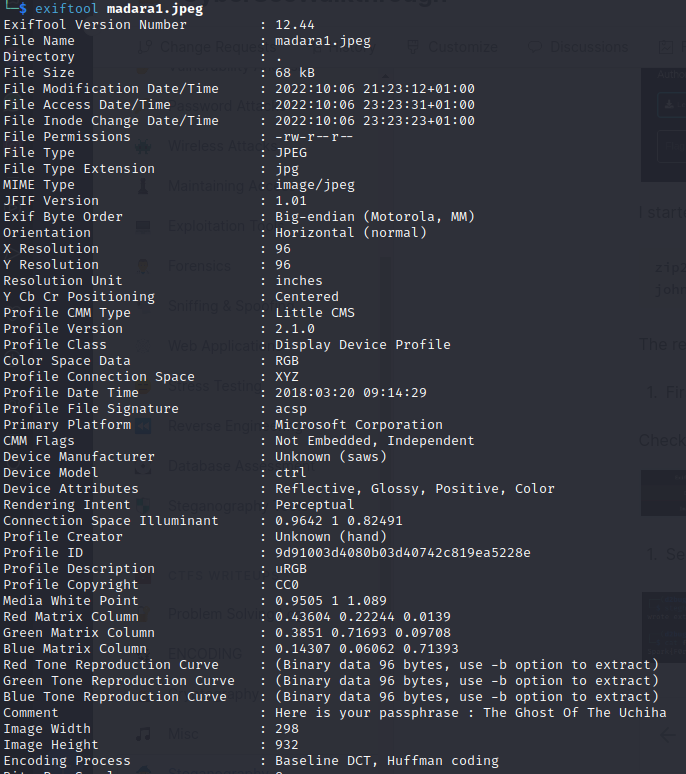 $ exiftool madara1.jpeg
ExifTool Version Number : 12.44
File Name : madara1.jpeg
Directory : .
File Size : 68 kB
File Modification Date/Time : 2022:10:06 21:23:12+01:00
File Access Date/Time : 2022:10:06 23:23:31+01:00
File Inode Change Date/Time : 2022:10:06 23:23:23+01:00
File Permissions : -rw-r--r--
File Type : JPEG
File Type Extension : jpg
MIME Type : image/jpeg
JFIF Version : 1.01
Exif Byte Order : Big-endian (Motorola, MM)
Orientation : Horizontal (normal)
X Resolution : 96
Y Resolution : 96
Resolution Unit : inches
Y Cb Cr Positioning : Centered
Profile CMM Type : Little CMS
Profile Version : 2.1.0
Profile Class : Display Device Profile
Color Space Data : RGB
Profile Connection Space : XYZ
Profile Date Time : 2018:03:20 09:14:29
Profile File Signature : acsp
Primary Platform : Microsoft Corporation
CMM Flags : Not Embedded, Independent
Device Manufacturer : Unknown (saws)
Device Model : ctrl
Device Attributes : Reflective, Glossy, Positive, Color
Rendering Intent : Perceptual
Connection Space Illuminant : 0.9642 1 0.82491
Profile Creator : Unknown (hand)
Profile ID : 9d91003d4080b03d40742c819ea5228e
Profile Description : uRGB
Profile Copyright : CC0
Media White Point : 0.9505 1 1.089
Red Matrix Column : 0.43604 0.22244 0.0139
Green Matrix Column : 0.3851 0.71693 0.09708
Blue Matrix Column : 0.14307 0.06062 0.71393
Red Tone Reproduction Curve : (Binary data 96 bytes, use -b option to extract)
Green Tone Reproduction Curve : (Binary data 96 bytes, use -b option to extract)
Blue Tone Reproduction Curve : (Binary data 96 bytes, use -b option to extract)
Comment : Here is your passphrase : The Ghost Of The Uchiha
Image Width : 298
Image Height : 932
Encoding Process : Baseline DCT, Huffman coding